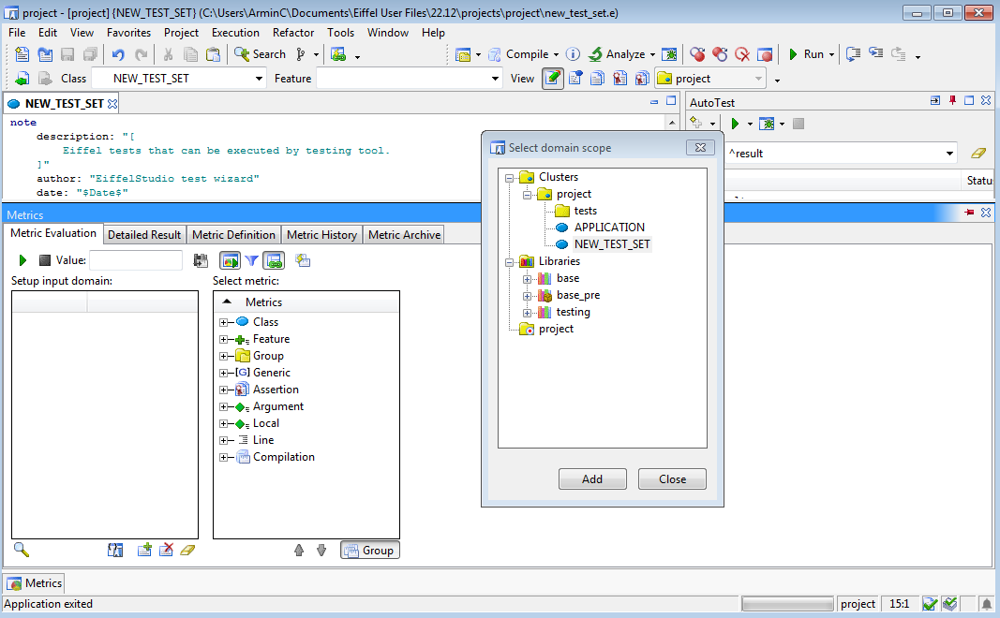 project - [project] {NEW_TEST_SET} (C:\Users\ArminC\Documents\Eiffel User Files\22.12\projects\project\new_test_set.e)
File Edit View Favorites Project Execution Refactor Tools Window Help
Search Compile Analyze Run
Class NEW_TEST_SET Feature View project
NEW_TEST_SET
AutoTest
note
description: "[
Eiffel tests that can be executed by testing tool.
]"
author: "EiffelStudio test wizard"
date: "$Date$"
^result
Statu
Metrics
Metric Evaluation Detailed Result Metric Definition Metric History Metric Archive
Value:
Setup input domain: Select metric:
Metrics
Class
Feature
Group
[G] Generic
Assertion
Argument
Local
Line
Compilation
Group
Select domain scope
Clusters
project
tests
APPLICATION
NEW_TEST_SET
Libraries
base
base_pre
testing
project
Add Close
Metrics
Application exited project 15:1